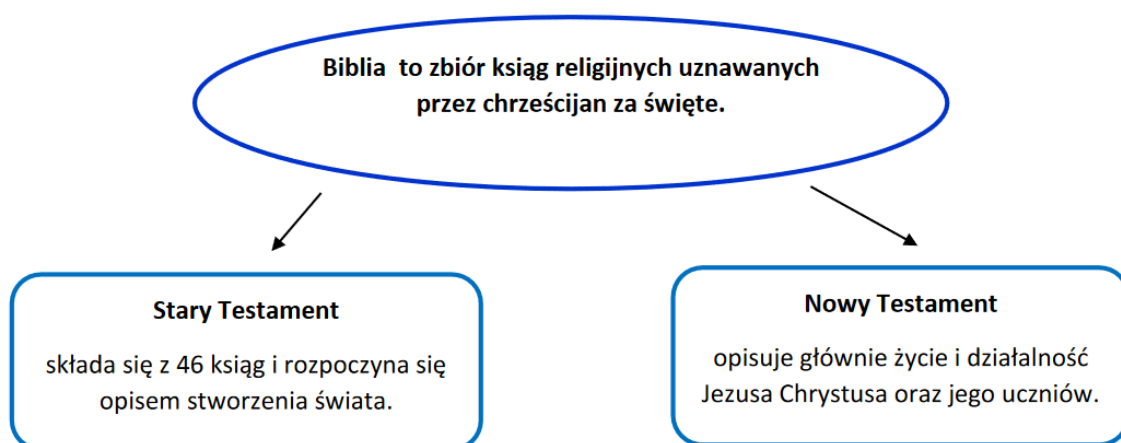 Biblia to zbiór ksiąg religijnych uznawanych
przez chrześcijan za święte.
Stary Testament
składa się z 46 ksiąg i rozpoczyna się
opisem stworzenia świata.
Nowy Testament
opisuje głównie życie i działalność
Jezusa Chrystusa oraz jego uczniów.